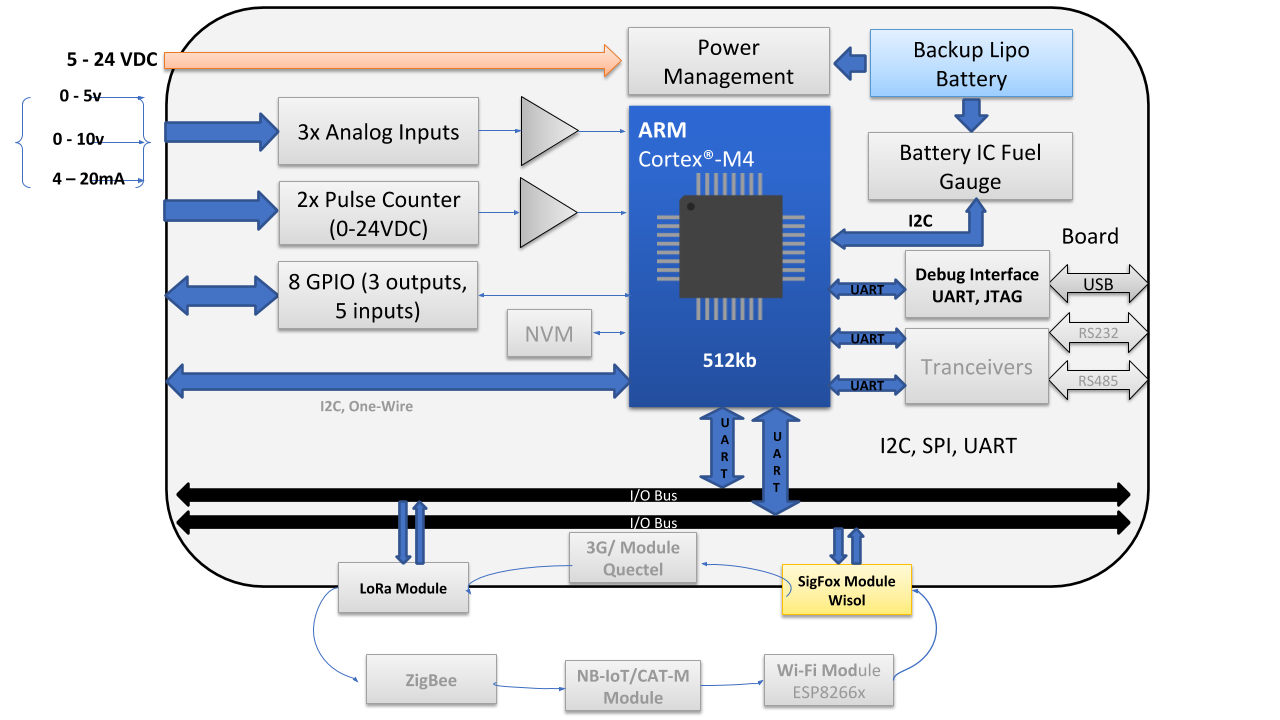 5 - 24 VDC
0 - 5v
0 - 10v
4 – 20mA
Power
Management
Backup Lipo
Battery
3x Analog Inputs
ARM
Cortex®-M4
Battery IC Fuel
Gauge
2x Pulse Counter
(0-24VDC)
I2C
Board
8 GPIO (3 outputs,
5 inputs)
UART
Debug Interface
UART, JTAG
USB
NVM
512kb
UART
UART
Tranceivers
RS232
RS485
I2C, One-Wire
UART
UART
I2C, SPI, UART
I/O Bus
I/O Bus
3G/ Module
Quectel
LoRa Module
SigFox Module
Wisol
ZigBee
NB-IoT/CAT-M
Module
Wi-Fi Module
ESP8266x